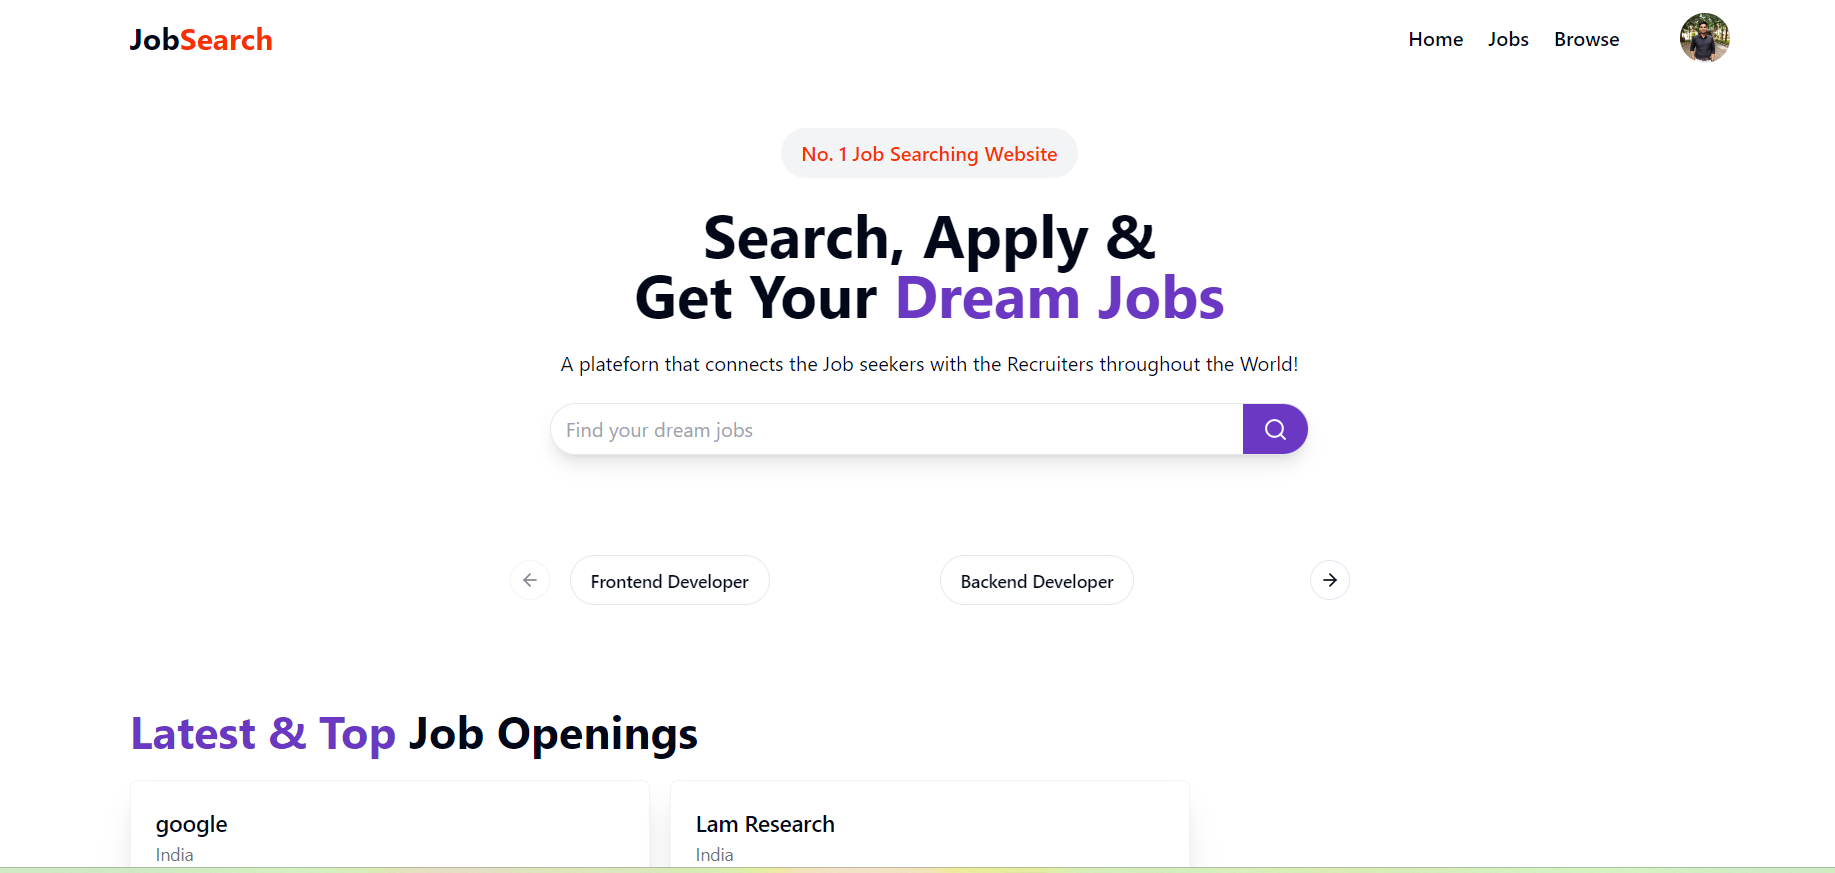 JobSearch
Home Jobs Browse
No. 1 Job Searching Website
Search, Apply &
Get Your Dream Jobs
A plateforn that connects the Job seekers with the Recruiters throughout the World!
Find your dream jobs
Frontend Developer
Backend Developer
Latest & Top Job Openings
google
India
Lam Research
India